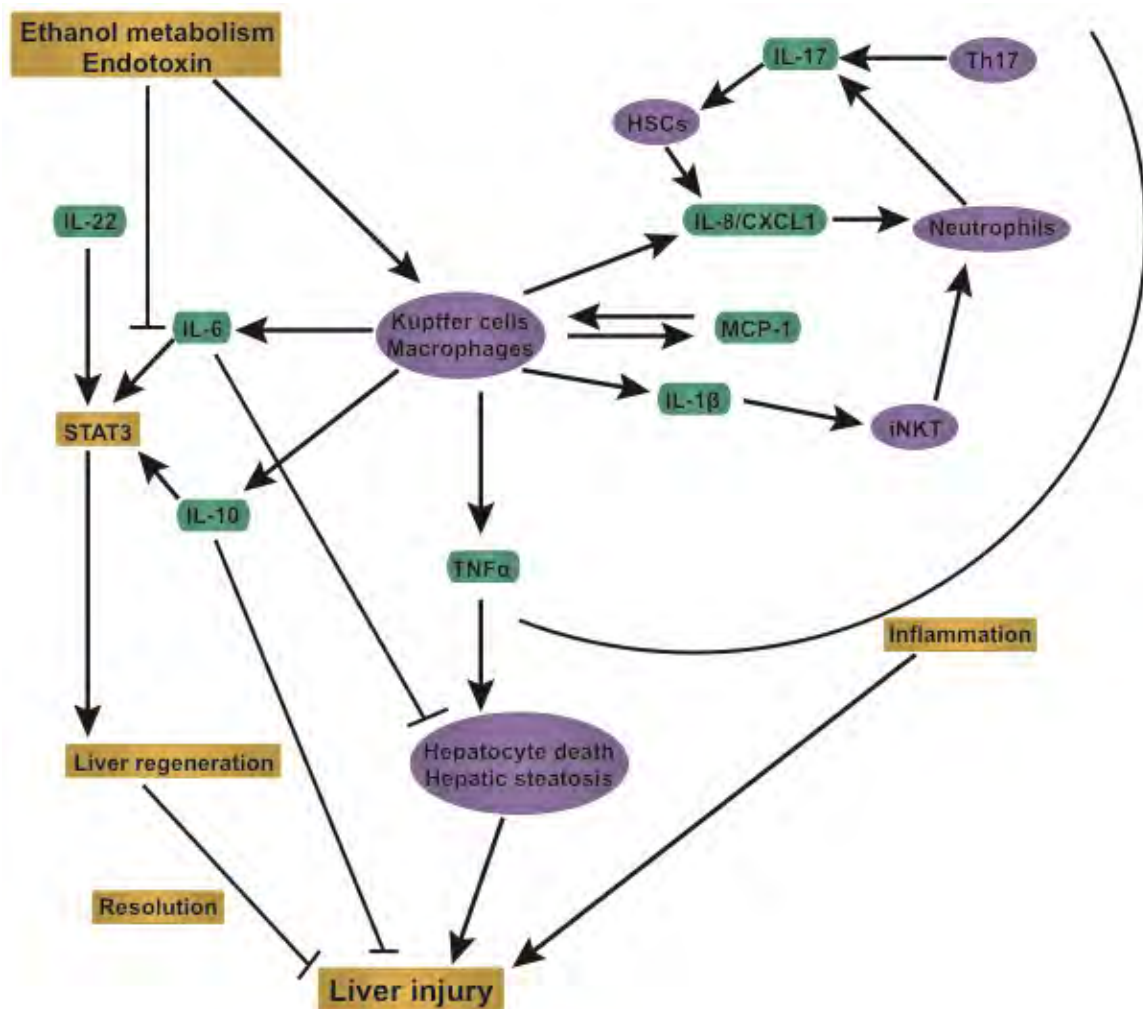 Ethanol metabolism
Endotoxin
IL-17
Th17
HSCs
IL-22
IL-8/CXCL1
Neutrophils
IL-6
Kupffer cells
Macrophages
MCP-1
IL-1β
iNKT
STAT3
IL-10
TNFα
Inflammation
Liver regeneration
Hepatocyte death
Hepatic steatosis
Resolution
Liver injury